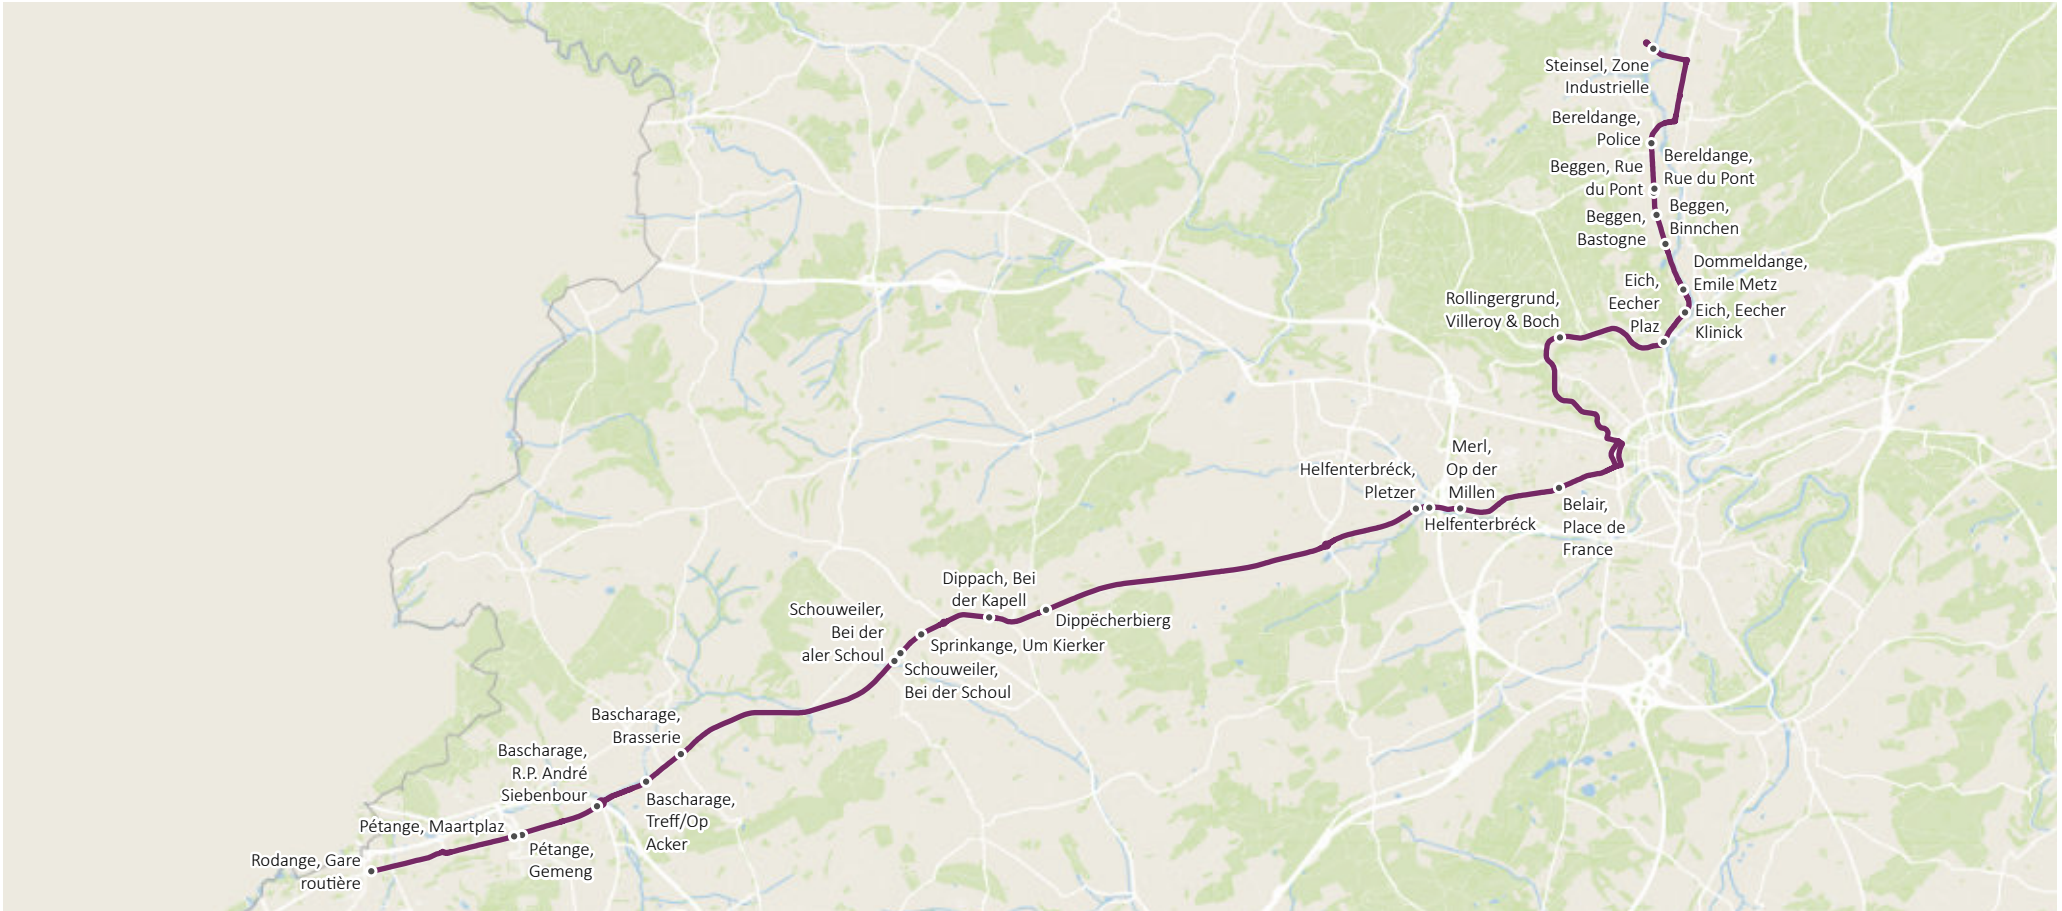 Steinsel, Zone
Industrielle
Bereldange,
Police
Bereldange,
Rue du Pont
Beggen, Rue
du Pont
Beggen,
Binnchen
Beggen,
Bastogne
Dommeldange,
Emile Metz
Eich,
Eecher
Plaz
Eich, Eecher
Klinick
Rollingergrund,
Villeroy & Boch
Merl,
Op der
Millen
Helfenterbréck,
Pletzer
Helfenterbréck
Belair,
Place de
France
Dippach, Bei
der Kapell
Dippëcherbierg
Schouweiler,
Bei der
aler Schoul
Sprinkange, Um Kierker
Schouweiler,
Bei der Schoul
Bascharage,
Brasserie
Bascharage,
R.P. André
Siebenbour
Bascharage,
Treff/Op
Acker
Pétange, Maartplaz
Pétange,
Gemeng
Rodange, Gare
routière